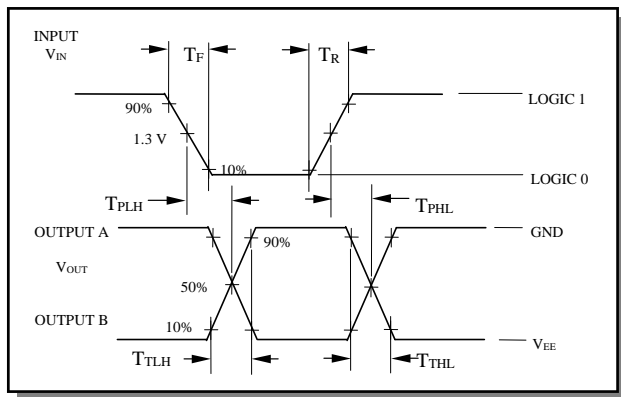 INPUT
VIN
TF
TR
90%
LOGIC 1
1.3 V
10%
LOGIC 0
TPLH
TPHL
OUTPUT A
GND
90%
VOUT
50%
OUTPUT B
10%
VEE
TTLH
TTHL